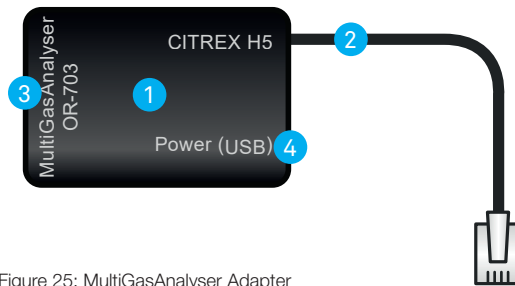 MultiGasAnalyser
OR-703
CITREX H5
Power (USB)
1
2
3
4
Figure 25: MultiGasAnalyser Adapter